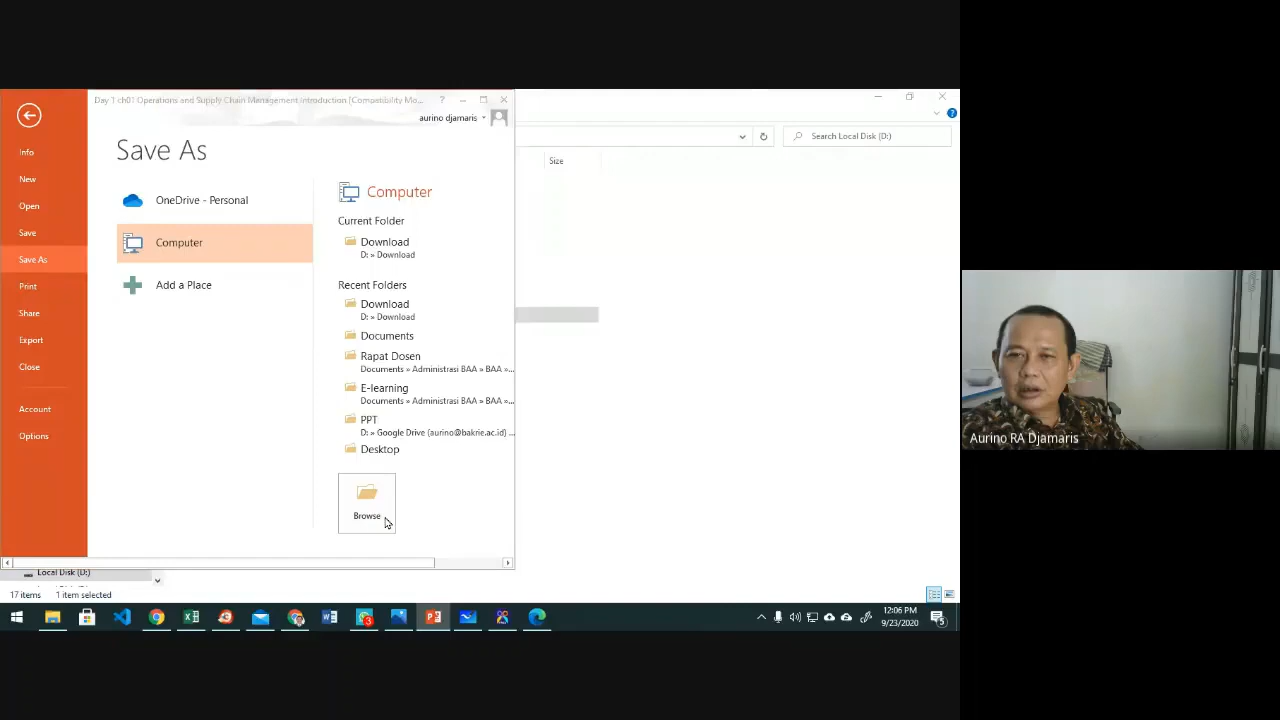 Day 1 ch01 Operations and Supply Chain Management Introduction [Compatibility Mo...
?
aurino djamaris
Save As
Info
New
Open
Save
Save As
Print
Share
Export
Close
Account
Options
OneDrive - Personal
Computer
Add a Place
Computer
Current Folder
Download
D: » Download
Recent Folders
Download
D: » Download
Documents
Rapat Dosen
Documents » Administrasi BAA » BAA »...
E-learning
Documents » Administrasi BAA » BAA »...
PPT
D: » Google Drive (aurino@bakrie.ac.id) ...
Desktop
Browse
Search Local Disk (D:)
Size
Local Disk (D:)
17 items 1 item selected
12:06 PM
9/23/2020
5
Aurino RA Djamaris